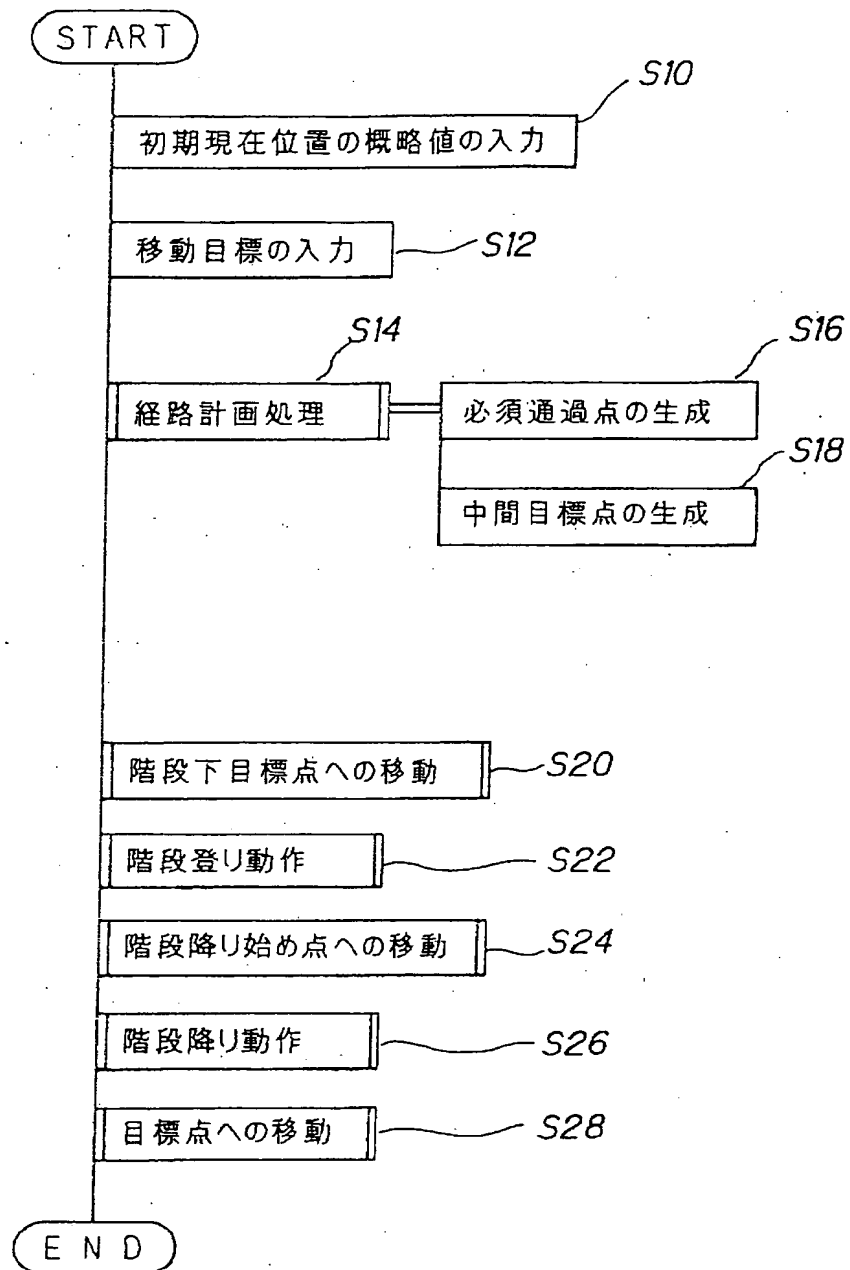 START
S10
初期現在位置の概略値の入力
移動目標の入力
S12
S14
S16
経路計画処理
必須通過点の生成
S18
中間目標点の生成
階段下目標点への移動
S20
階段登り動作
S22
階段降り始め点への移動
S24
階段降り動作
S26
目標点への移動
S28
END